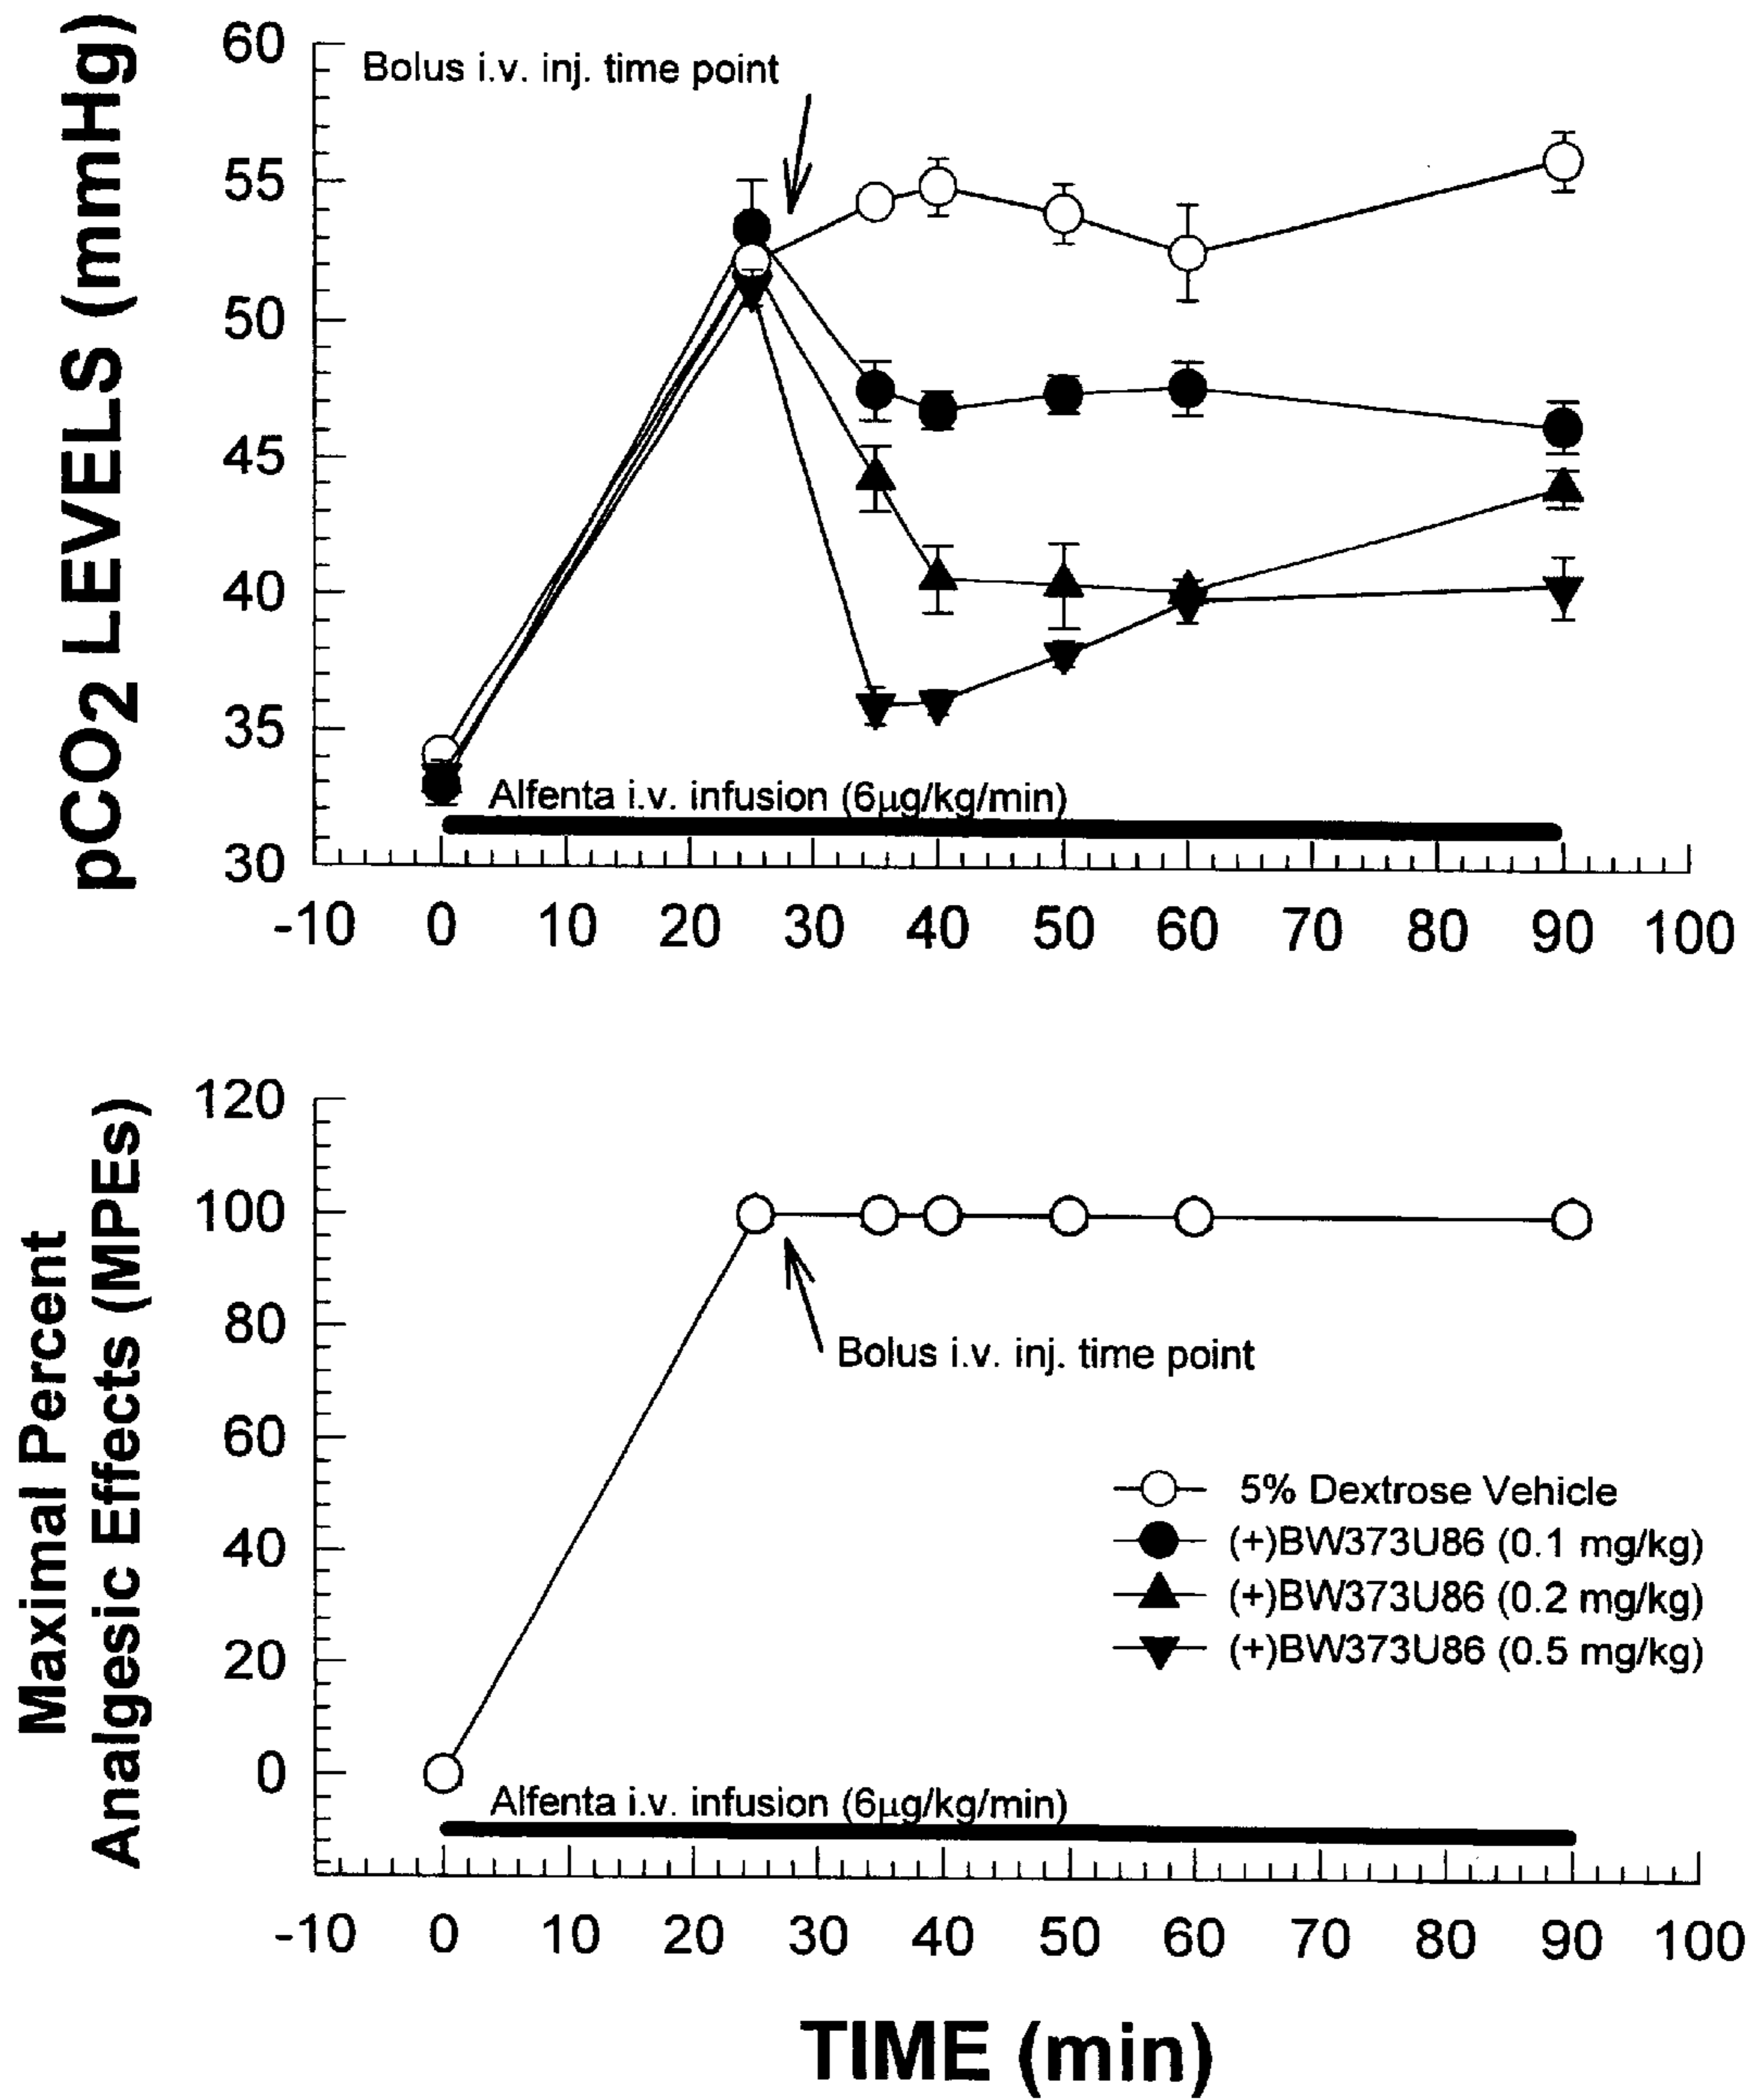 pCO2 LEVELS (mmHg)
60
55
50
45
40
35
30
Bolus i.v. inj. time point
Alfenta i.v. infusion (6µg/kg/min)
-10 0 10 20 30 40 50 60 70 80 90 100
Maximal Percent
Analgesic Effects (MPEs)
120
100
80
60
40
20
0
Bolus i.v. inj. time point
5% Dextrose Vehicle
(+)BW373U86 (0.1 mg/kg)
(+)BW373U86 (0.2 mg/kg)
(+)BW373U86 (0.5 mg/kg)
Alfenta i.v. infusion (6µg/kg/min)
-10 0 10 20 30 40 50 60 70 80 90 100
TIME (min)